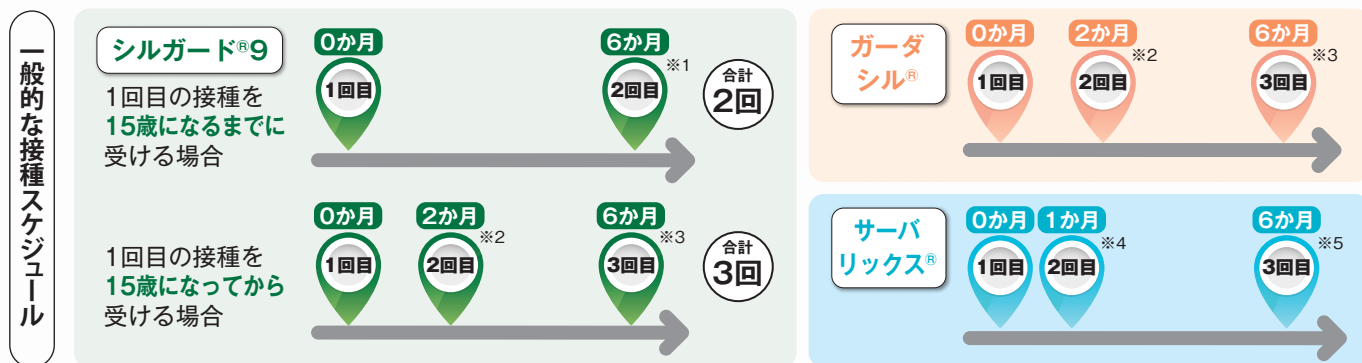 一般的な接種スケジュール
シルガード®9
1回目の接種を
15歳になるまでに
受ける場合
0か月
6か月
1回目
2回目
※1
合計
2回
1回目の接種を
15歳になってから
受ける場合
0か月
2か月
6か月
1回目
2回目
※2
3回目
※3
合計
3回
ガーダ
シル®
0か月
2か月
6か月
1回目
2回目
※2
3回目
※3
サーバ
リックス®
0か月
1か月
6か月
1回目
2回目
※4
3回目
※5